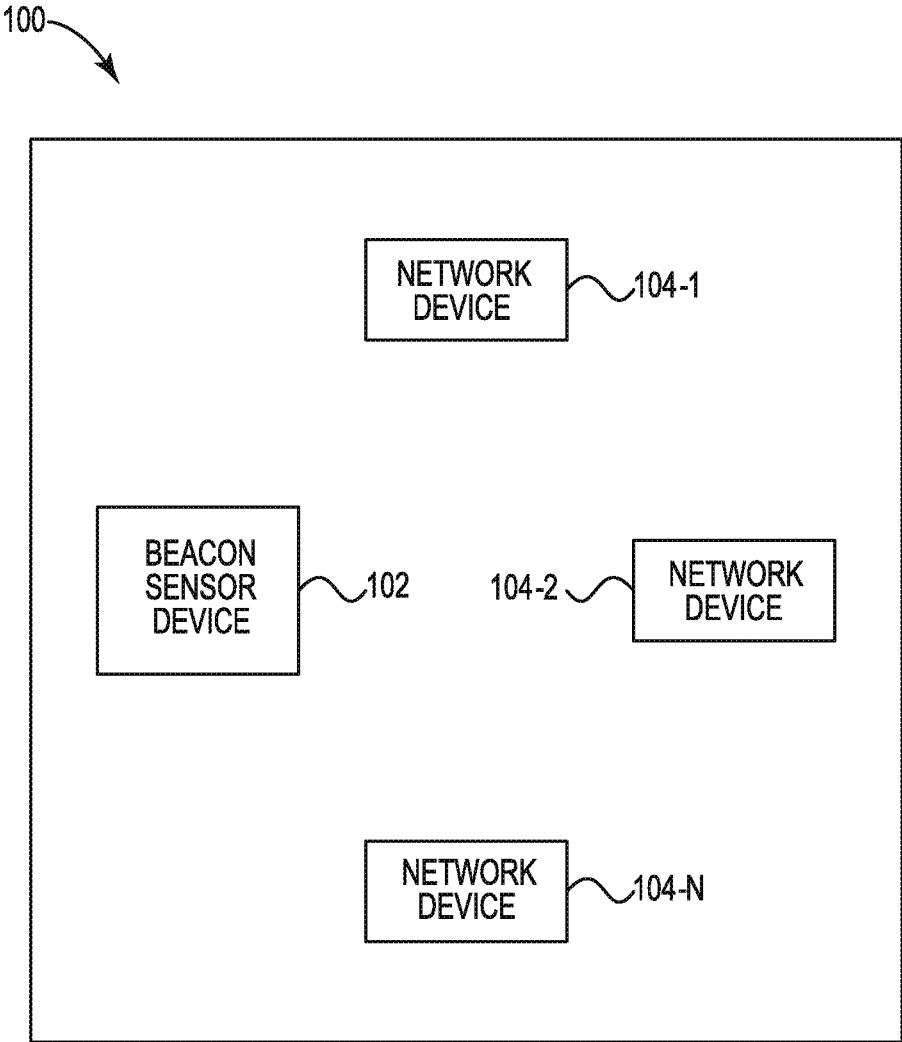 100
NETWORK
DEVICE
104-1
BEACON
SENSOR
DEVICE
102
104-2
NETWORK
DEVICE
NETWORK
DEVICE
104-N